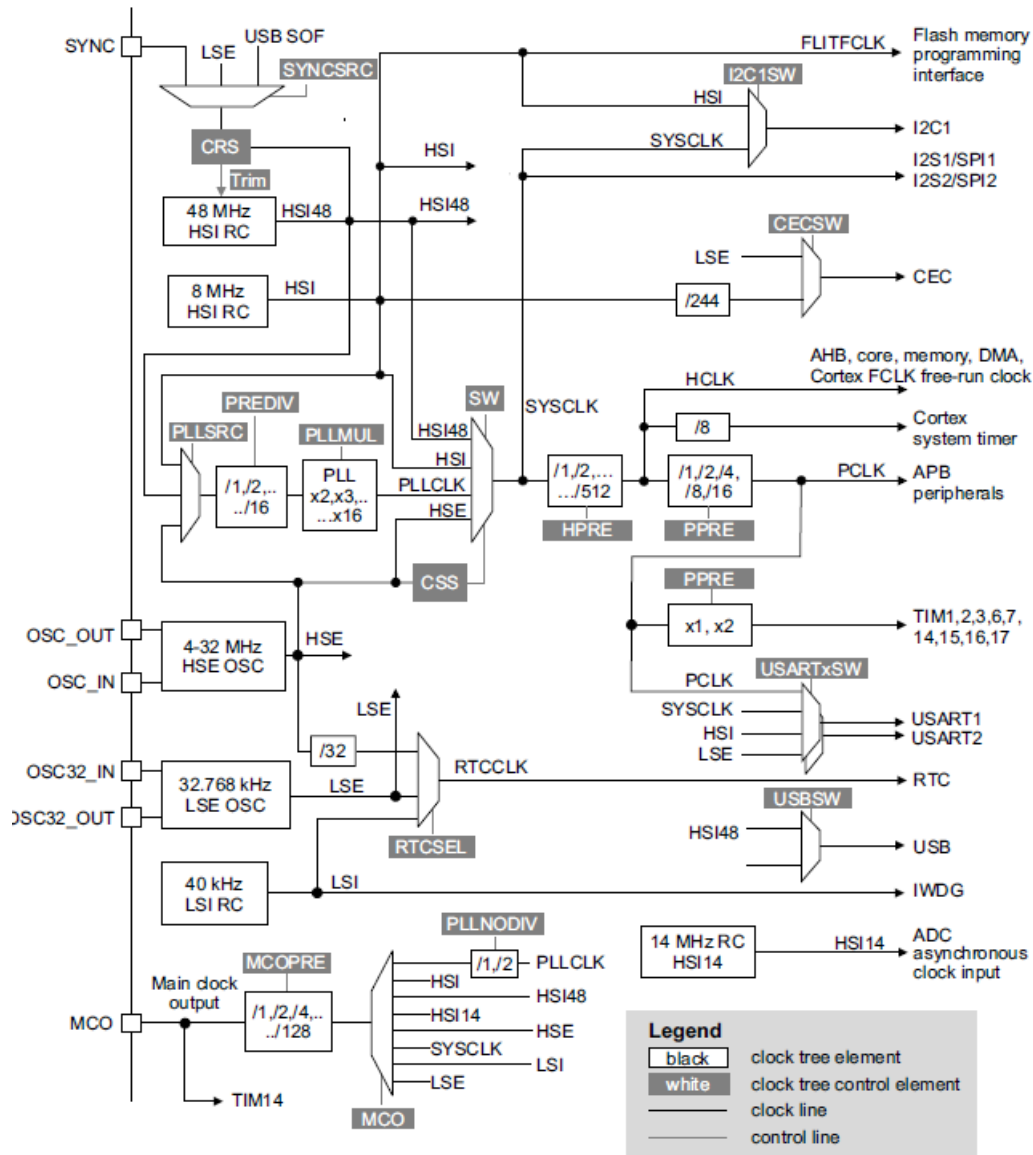 SYNC
LSE
USB SOF
SYNCSRC
CRS
Trim
48 MHz
HSI RC
HSI48
HSI
HSI48
8 MHz
HSI RC
HSI
FLITFCLK
Flash memory
programming
interface
I2C1SW
HSI
SYSCLK
I2C1
I2S1/SPI1
I2S2/SPI2
CECSW
LSE
/244
CEC
AHB, core, memory, DMA,
Cortex FCLK free-run clock
HCLK
/8
Cortex
system timer
PLLSRC
PREDIV
/1,/2,..
../16
PLLMUL
PLL
x2,x3,..
...x16
SW
HSI48
HSI
PLLCLK
HSE
CSS
SYSCLK
/1,/2,...
.../512
HPRE
/1,/2,/4,
/8,/16
PPRE
PCLK
APB
peripherals
PPRE
x1, x2
TIM1,2,3,6,7,
14,15,16,17
OSC_OUT
OSC_IN
4-32 MHz
HSE OSC
HSE
PCLK
USARTxSW
SYSCLK
HSI
LSE
USART1
USART2
LSE
/32
RTCCLK
RTC
OSC32_IN
OSC32_OUT
32.768 kHz
LSE OSC
LSE
RTCSEL
USBSW
HSI48
USB
40 kHz
LSI RC
LSI
IWDG
PLLNODIV
/1,/2
PLLCLK
HSI
HSI48
HSI14
HSE
SYSCLK
LSI
LSE
MCO
14 MHz RC
HSI14
HSI14
ADC
asynchronous
clock input
MCO
Main clock
output
MCOPRE
/1,/2,/4,..
../128
TIM14
Legend
black clock tree element
white clock tree control element
clock line
control line